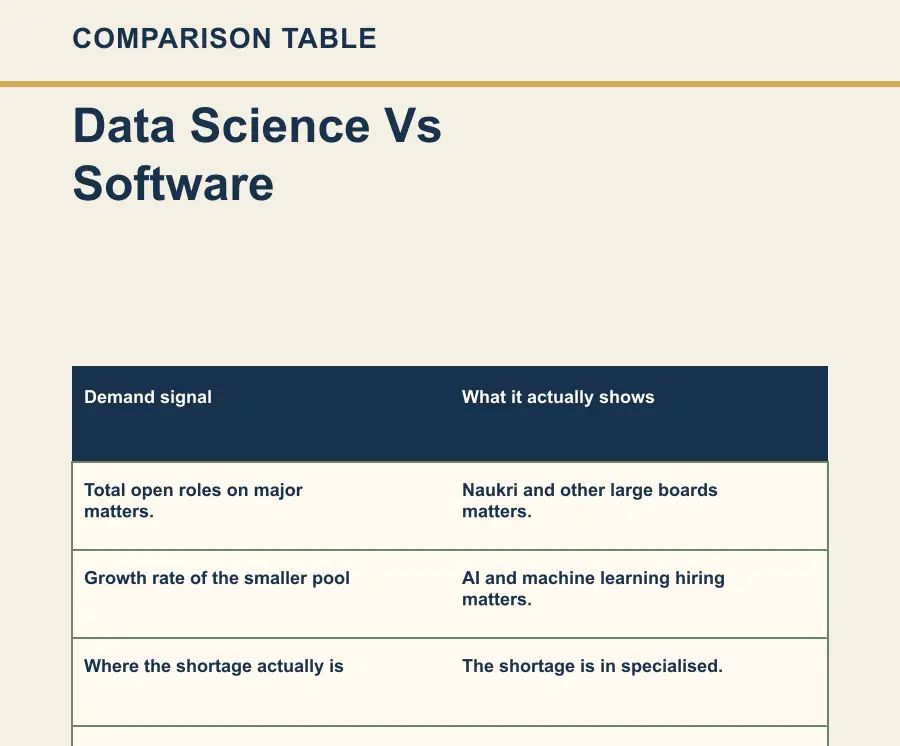 COMPARISON TABLE
Data Science Vs
Software
Demand signal
What it actually shows
Total open roles on major
matters.
Naukri and other large boards
matters.
Growth rate of the smaller pool
AI and machine learning hiring
matters.
Where the shortage actually is
The shortage is in specialised.